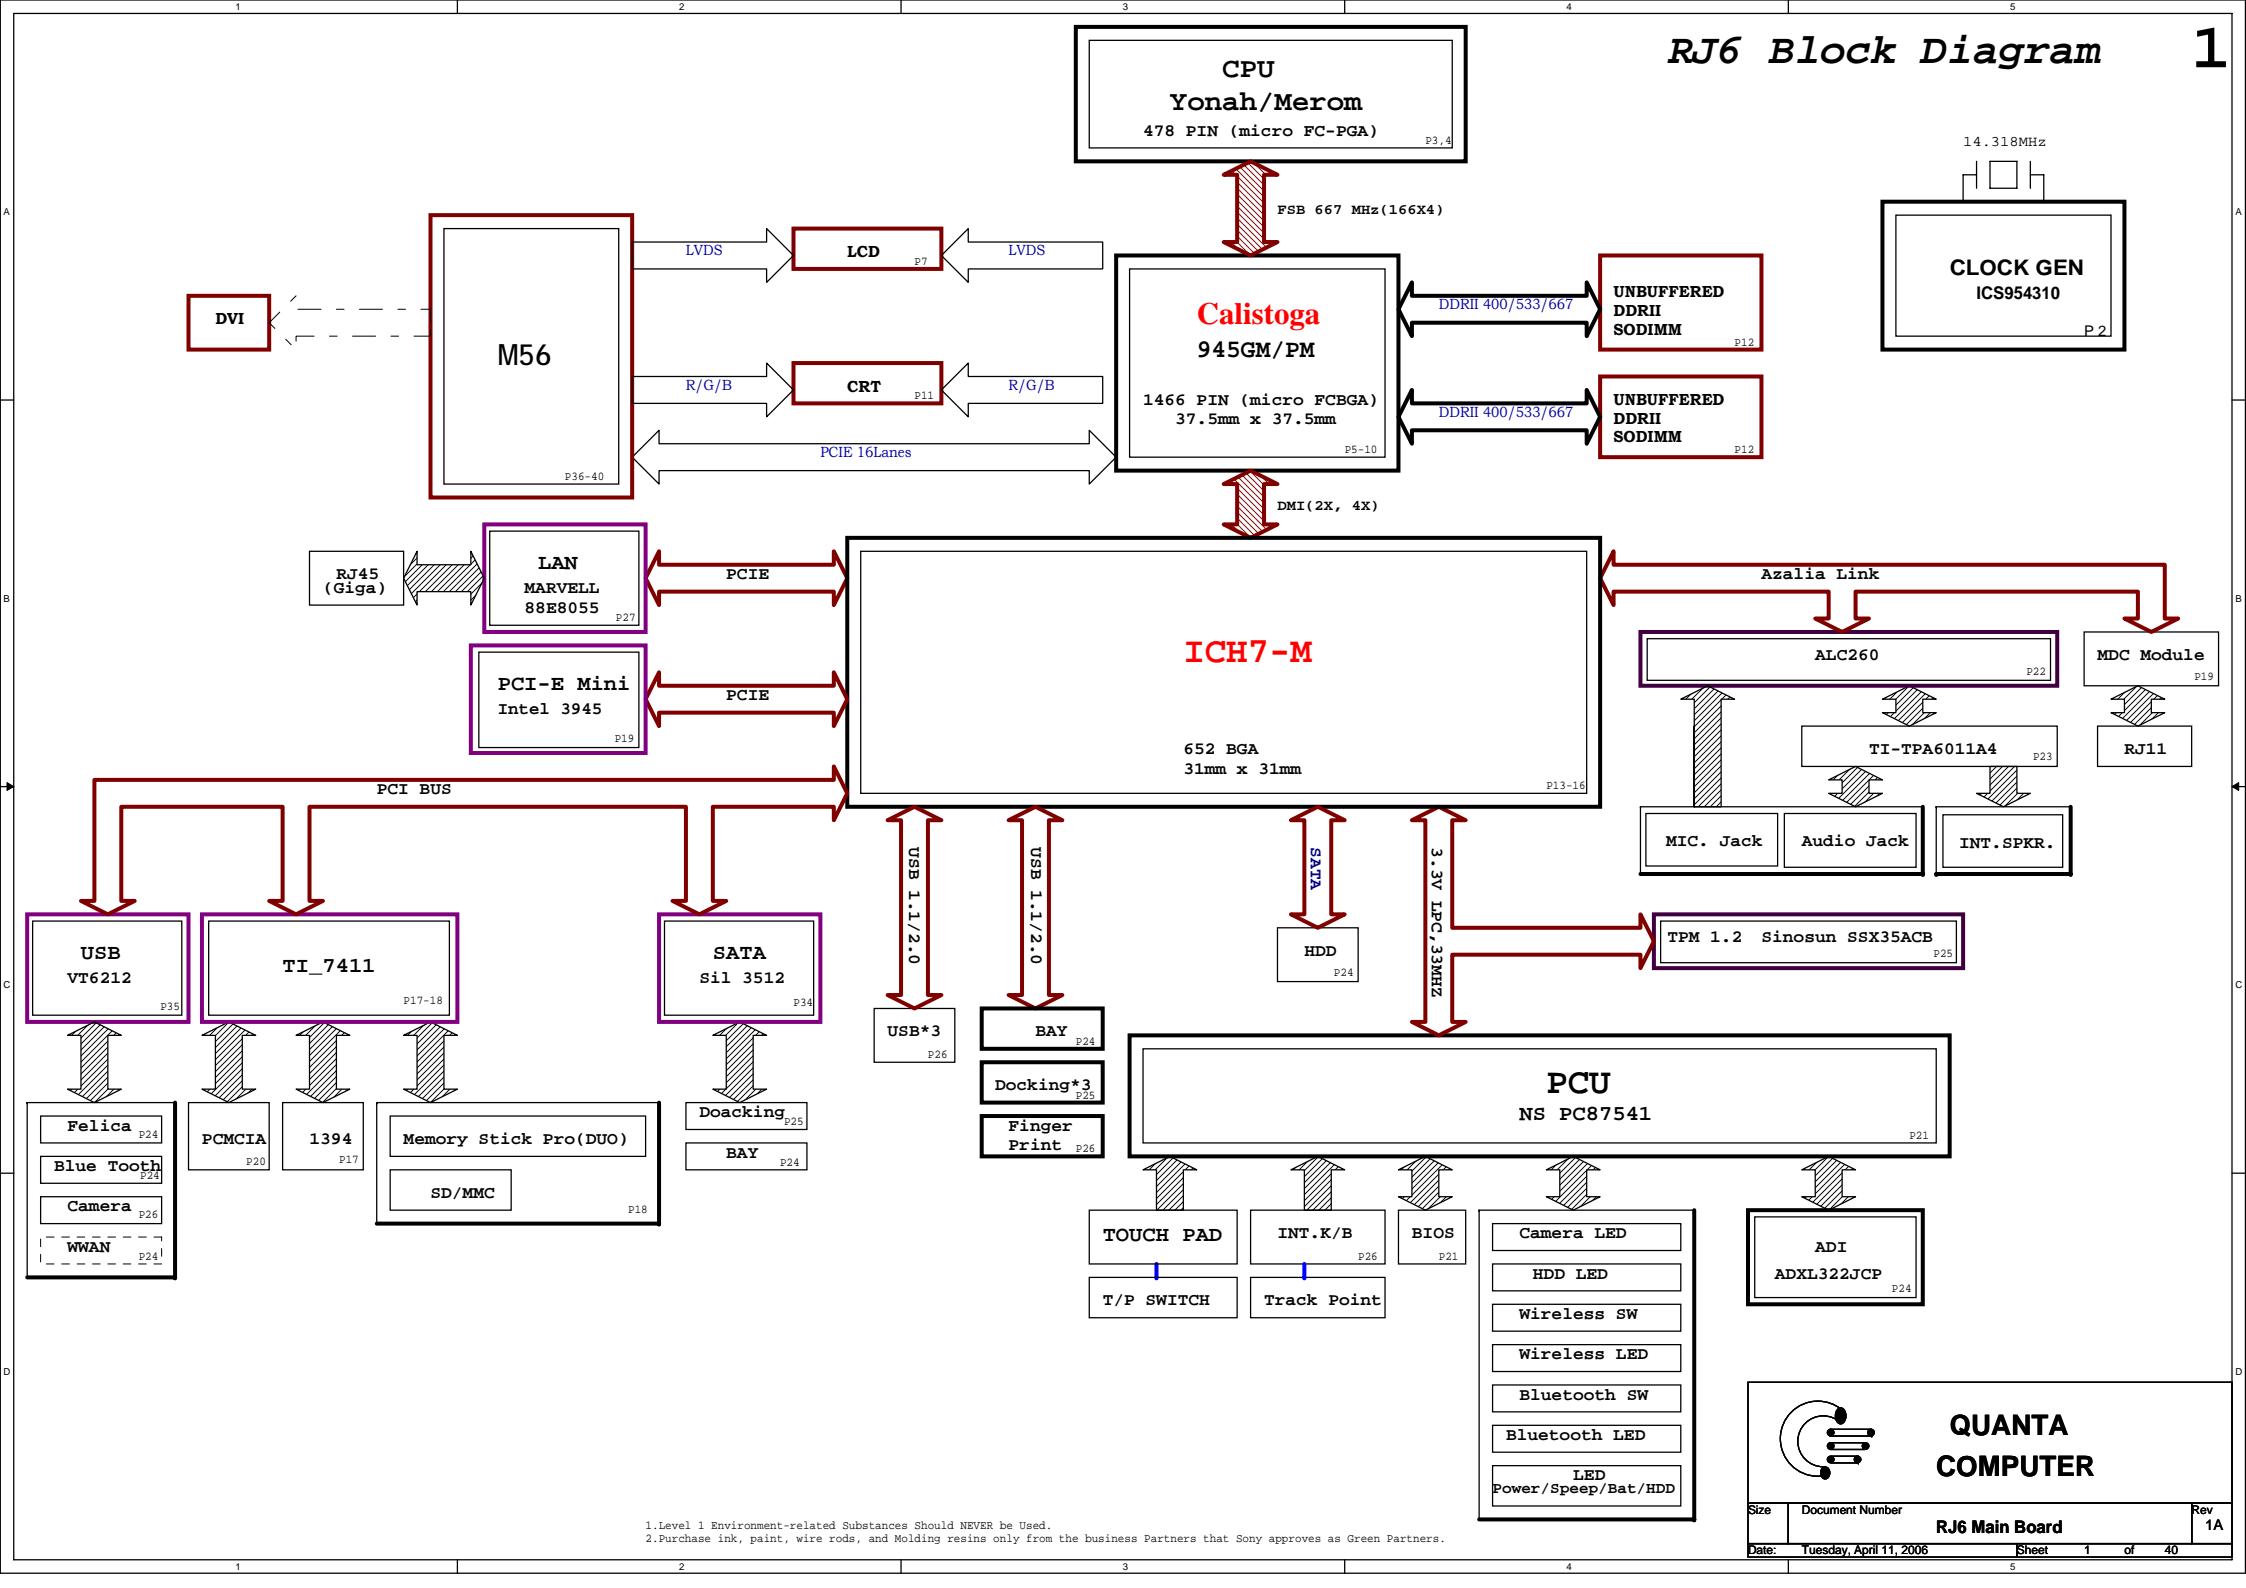 1 2 3 4 5
RJ6 Block Diagram
1
CPU
Yonah/Merom
478 PIN (micro FC-PGA)
P3,4
14.318MHz
FSB 667 MHz(166X4)
A
A
CLOCK GEN
ICS954310
P 2
M56
P36-40
LVDS
LCD
P7
LVDS
DVI
R/G/B
CRT
P11
R/G/B
PCIE 16Lanes
Calistoga
945GM/PM
1466 PIN (micro FCBGA)
37.5mm x 37.5mm
P5-10
DDRII 400/533/667
UNBUFFERED
DDRII
SODIMM
P12
DDRII 400/533/667
UNBUFFERED
DDRII
SODIMM
P12
DMI(2X, 4X)
B
B
RJ45
(Giga)
LAN
MARVELL
88E8055
P27
PCIE
PCI-E Mini
Intel 3945
P19
PCIE
PCI BUS
ICH7-M
652 BGA
31mm x 31mm
P13-16
Azalia Link
ALC260
P22
MDC Module
P19
TI-TPA6011A4
P23
RJ11
MIC. Jack
Audio Jack
INT.SPKR.
USB 1.1/2.0
USB 1.1/2.0
SATA
3.3V LPC,33MHZ
C
C
USB
VT6212
P35
TI_7411
P17-18
SATA
Sil 3512
P34
HDD
P24
TPM 1.2 Sinosun SSX35ACB
P25
USB*3
P26
BAY
P24
Docking*3
P25
Finger
Print
P26
PCU
NS PC87541
P21
Felica
P24
Blue Tooth
P24
Camera
P26
WWAN
P24
PCMCIA
P20
1394
P17
Memory Stick Pro(DUO)
SD/MMC
P18
Doacking
P25
BAY
P24
TOUCH PAD
T/P SWITCH
INT.K/B
P26
Track Point
BIOS
P21
Camera LED
HDD LED
Wireless SW
Wireless LED
Bluetooth SW
Bluetooth LED
LED
Power/Speep/Bat/HDD
ADI
ADXL322JCP
P24
D
D
QUANTA
COMPUTER
Size
Document Number
Rev
RJ6 Main Board
1A
Date:
Tuesday, April 11, 2006
Sheet 1 of 40
1.Level 1 Environment-related Substances Should NEVER be Used.
2.Purchase ink, paint, wire rods, and Molding resins only from the business Partners that Sony approves as Green Partners.
1 2 3 4 5